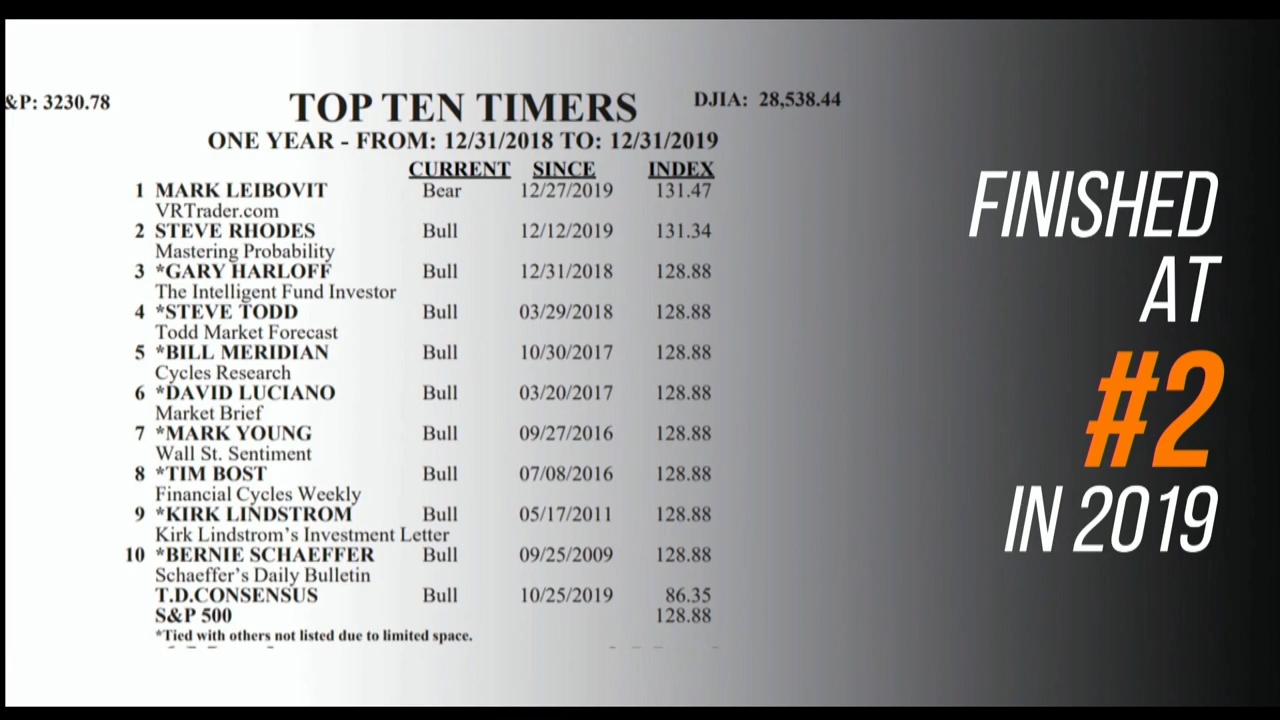 &P: 3230.78
TOP TEN TIMERS
DJIA: 28,538.44
ONE YEAR - FROM: 12/31/2018 TO: 12/31/2019
CURRENT SINCE INDEX
1 MARK LEIBOVIT Bear 12/27/2019 131.47
VRTrader.com
2 STEVE RHODES Bull 12/12/2019 131.34
Mastering Probability
3 *GARY HARLOFF Bull 12/31/2018 128.88
The Intelligent Fund Investor
4 *STEVE TODD Bull 03/29/2018 128.88
Todd Market Forecast
5 *BILL MERIDIAN Bull 10/30/2017 128.88
Cycles Research
6 *DAVID LUCIANO Bull 03/20/2017 128.88
Market Brief
7 *MARK YOUNG Bull 09/27/2016 128.88
Wall St. Sentiment
8 *TIM BOST Bull 07/08/2016 128.88
Financial Cycles Weekly
9 *KIRK LINDSTROM Bull 05/17/2011 128.88
Kirk Lindstrom's Investment Letter
10 *BERNIE SCHAEFFER Bull 09/25/2009 128.88
Schaeffer's Daily Bulletin
T.D.CONSENSUS Bull 10/25/2019 86.35
S&P 500 128.88
*Tied with others not listed due to limited space.
FINISHED
AT
#2
IN 2019